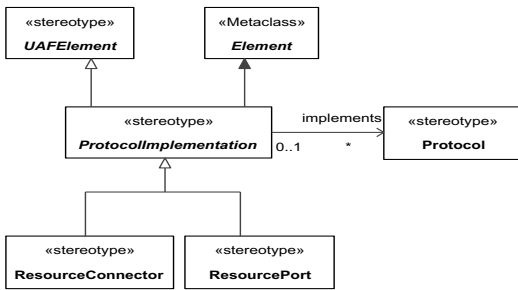 «stereotype»
UAFElement
«Metaclass»
Element
«stereotype»
ProtocolImplementation
implements
0..1
*
«stereotype»
Protocol
«stereotype»
ResourceConnector
«stereotype»
ResourcePort